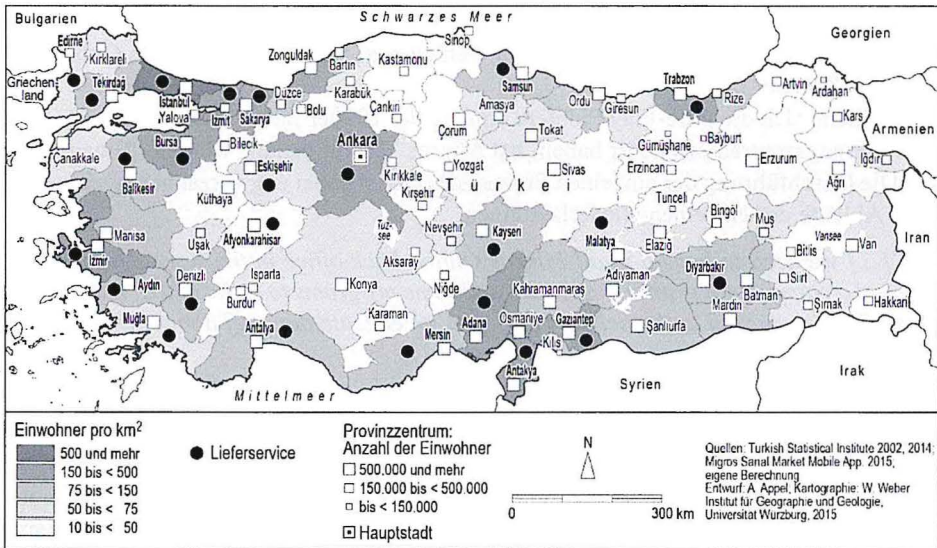 Bulgarien
Schwarzes Meer
Georgien
Edirne
Kırklareli
Sinop
Zonguldak
Bartın
Kastamonu
Griechen-
land
Tekirdağ
İstanbul
Düzce
Karabük
Samsun
Trabzon
Artvin
Ardahan
Yalova
İzmit
Sakarya
Bolu
Çankırı
Amasya
Ordu
Giresun
Rize
Kars
Armenien
Bursa
Bileck
Ankara
Çorum
Tokat
Gümüşhane
Bayburt
Çanakkale
Eskişehir
Kırıkkale
Yozgat
Sıvas
Erzincan
Erzurum
Iğdır
Balikesir
Küthaya
Kırşehir
Türkei
Tunceli
Bingöl
Ağrı
Manisa
Uşak
Afyonkarahisar
Tuz-
see
Nevşehir
Kayseri
Malatya
Elazığ
Muş
Vansee
Van
Iran
İzmir
Aksaray
Bitlis
Aydın
Denizli
Isparta
Burdur
Konya
Niğde
Kahramanmaraş
Adıyaman
Diyarbakır
Batman
Siirt
Muğla
Antalya
Karaman
Mersin
Adana
Osmaniye
Gaziantep
Kilis
Şanlıurfa
Mardin
Şırnak
Hakkari
Antakya
Mittelmeer
Syrien
Irak
Einwohner pro km²
500 und mehr
150 bis < 500
75 bis < 150
50 bis < 75
10 bis < 50
Lieferservice
Provinzzentrum:
Anzahl der Einwohner
500.000 und mehr
150.000 bis < 500.000
bis < 150.000
Hauptstadt
N
0 300 km
Quellen: Turkish Statistical Institute 2002, 2014;
Migros Sanal Market Mobile App. 2015,
eigene Berechnung
Entwurf: A. Appel, Kartographie: W. Weber
Institut für Geographie und Geologie,
Universität Würzburg, 2015